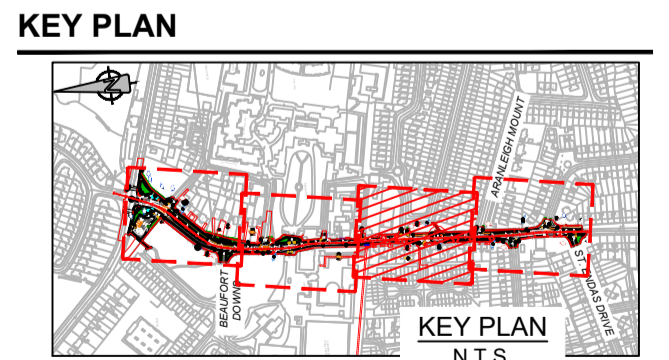 KEY PLAN
N
ARANLEIGH MOUNT
BEAUFORT
DOWNS
ST. ENDAS DRIVE
KEY PLAN
N.T.S.